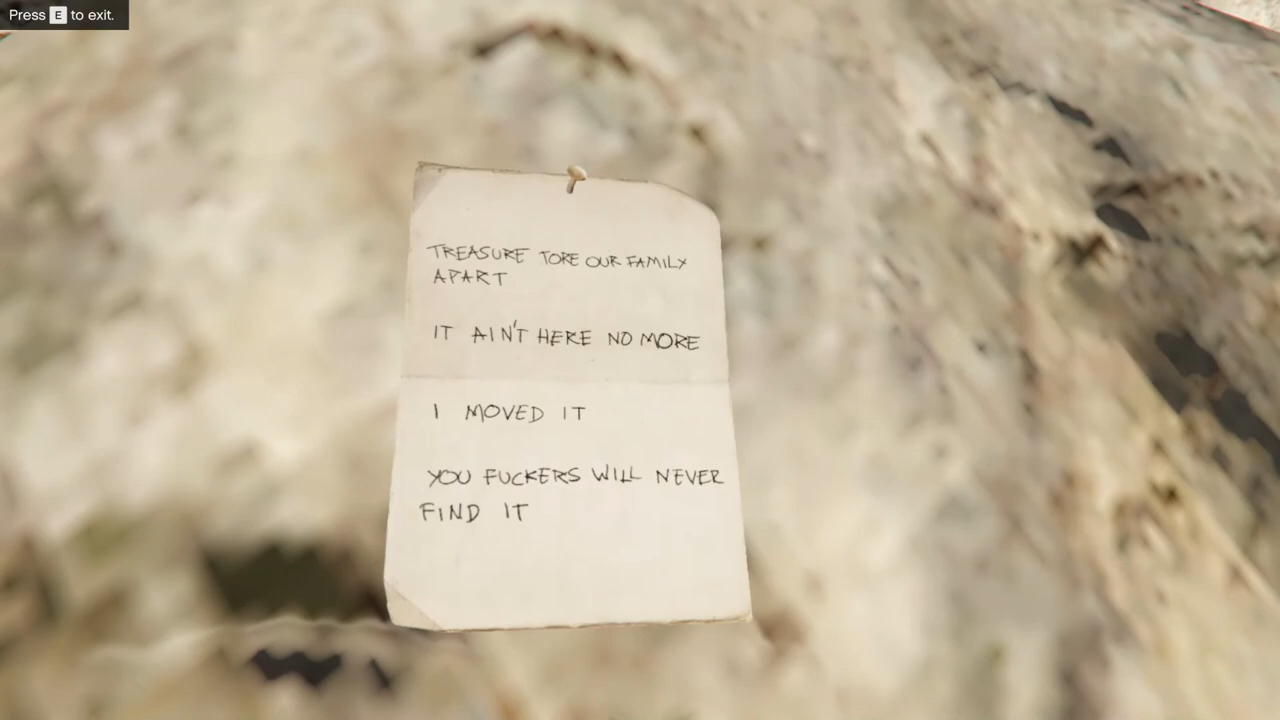 Press E to exit.
TREASURE TORE OUR FAMILY
APART
IT AIN'T HERE NO MORE
I MOVED IT
YOU FUCKERS WILL NEVER
FIND IT